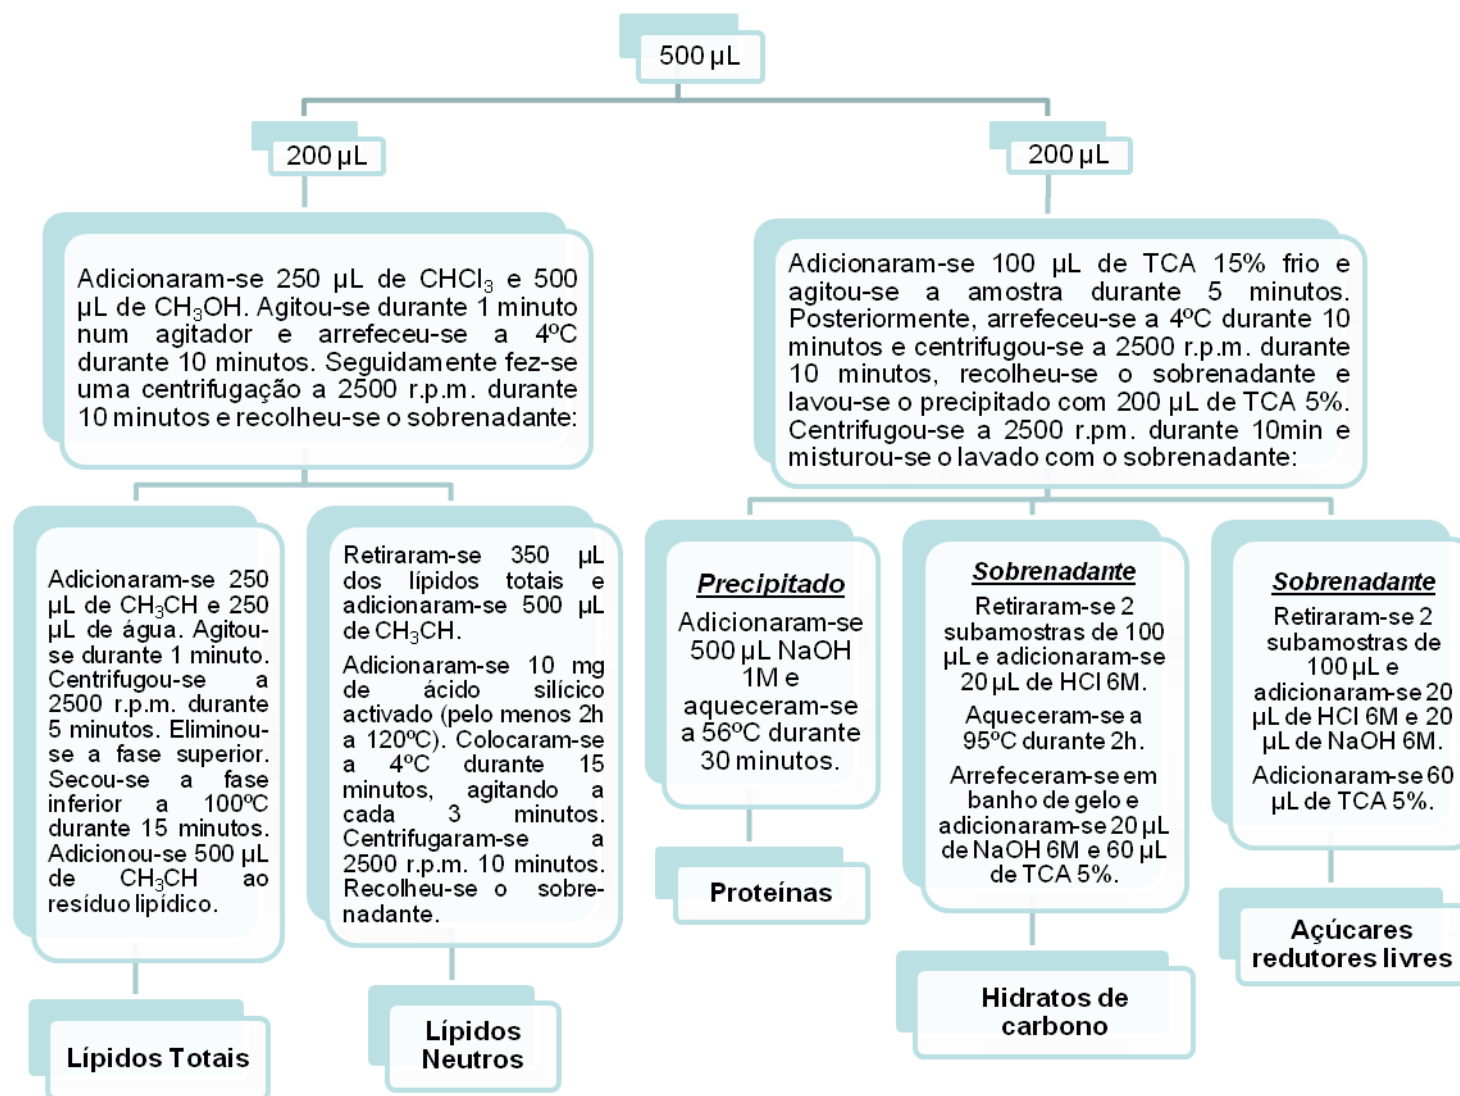 500 µL
200 µL
200 µL
Adicionaram-se 250 µL de CHCl₃ e 500
µL de CH₃OH. Agitou-se durante 1 minuto
num agitador e arrefeceu-se a 4ºC
durante 10 minutos. Seguidamente fez-se
uma centrifugação a 2500 r.p.m. durante
10 minutos e recolheu-se o sobrenadante:
Adicionaram-se 100 µL de TCA 15% frio e
agitou-se a amostra durante 5 minutos.
Posteriormente, arrefeceu-se a 4ºC durante 10
minutos e centrifugou-se a 2500 r.p.m. durante
10 minutos, recolheu-se o sobrenadante e
lavou-se o precipitado com 200 µL de TCA 5%.
Centrifugou-se a 2500 r.pm. durante 10min e
misturou-se o lavado com o sobrenadante:
Adicionaram-se 250
µL de CH₃CH e 250
µL de água. Agitou-
se durante 1 minuto.
Centrifugou-se a
2500 r.p.m. durante
5 minutos. Eliminou-
se a fase superior.
Secou-se a fase
inferior a 100ºC
durante 15 minutos.
Adicionou-se 500 µL
de CH₃CH ao
resíduo lipídico.
Lípidos Totais
Retiraram-se 350 µL
dos lípidos totais e
adicionaram-se 500 µL
de CH₃CH.
Adicionaram-se 10 mg
de ácido silícico
activado (pelo menos 2h
a 120ºC). Colocaram-se
a 4ºC durante 15
minutos, agitando a
cada 3 minutos.
Centrifugaram-se a
2500 r.p.m. 10 minutos.
Recolheu-se o sobre-
nadante.
Lípidos
Neutros
Precipitado
Adicionaram-se
500 µL NaOH
1M e
aqueceram-se
a 56ºC durante
30 minutos.
Proteínas
Sobrenadante
Retiraram-se 2
subamostras de 100
µL e adicionaram-se
20 µL de HCl 6M.
Aqueceram-se a
95ºC durante 2h.
Arrefeceram-se em
banho de gelo e
adicionaram-se 20 µL
de NaOH 6M e 60 µL
de TCA 5%.
Hidratos de
carbono
Sobrenadante
Retiraram-se 2
subamostras de
100 µL e
adicionaram-se 20
µL de HCl 6M e 20
µL de NaOH 6M.
Adicionaram-se 60
µL de TCA 5%.
Açúcares
redutores livres